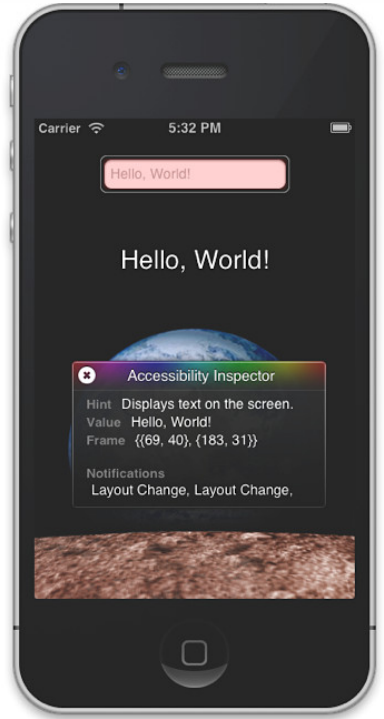 Carrier 5:32 PM
Hello, World!
Hello, World!
Accessibility Inspector
Hint Displays text on the screen.
Value Hello, World!
Frame {{69, 40}, {183, 31}}
Notifications
Layout Change, Layout Change,